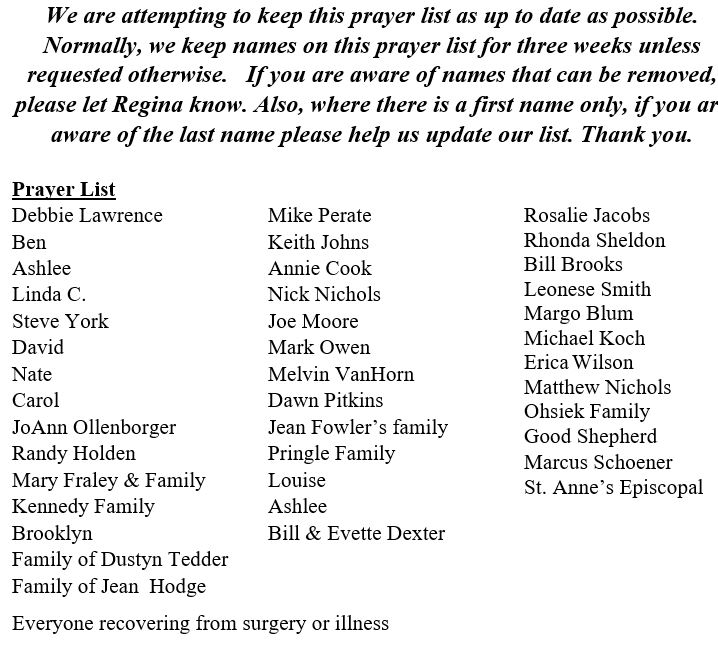 We are attempting to keep this prayer list as up to date as possible.
Normally, we keep names on this prayer list for three weeks unless
requested otherwise. If you are aware of names that can be removed,
please let Regina know. Also, where there is a first name only, if you ar
aware of the last name please help us update our list. Thank you.
Prayer List
Debbie Lawrence
Ben
Ashlee
Linda C.
Steve York
David
Nate
Carol
JoAnn Ollenborger
Randy Holden
Mary Fraley & Family
Kennedy Family
Brooklyn
Family of Dustyn Tedder
Family of Jean Hodge
Mike Perate
Keith Johns
Annie Cook
Nick Nichols
Joe Moore
Mark Owen
Melvin VanHorn
Dawn Pitkins
Jean Fowler’s family
Pringle Family
Louise
Ashlee
Bill & Evette Dexter
Rosalie Jacobs
Rhonda Sheldon
Bill Brooks
Leonese Smith
Margo Blum
Michael Koch
Erica Wilson
Matthew Nichols
Ohsiek Family
Good Shepherd
Marcus Schoener
St. Anne’s Episcopal
Everyone recovering from surgery or illness